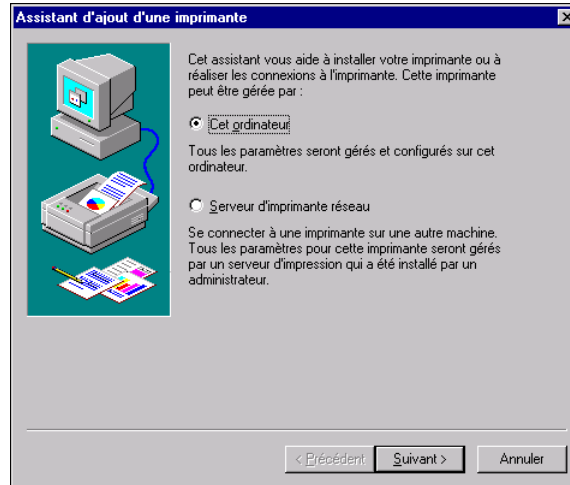 Assistant d'ajout d'une imprimante
Cet assistant vous aide à installer votre imprimante ou à
réaliser les connexions à l'imprimante. Cette imprimante
peut être gérée par :
Cet ordinateur
Tous les paramètres seront gérés et configurés sur cet
ordinateur.
Serveur d'imprimante réseau
Se connecter à une imprimante sur une autre machine.
Tous les paramètres pour cette imprimante seront gérés
par un serveur d'impression qui a été installé par un
administrateur.
< Précédent
Suivant >
Annuler